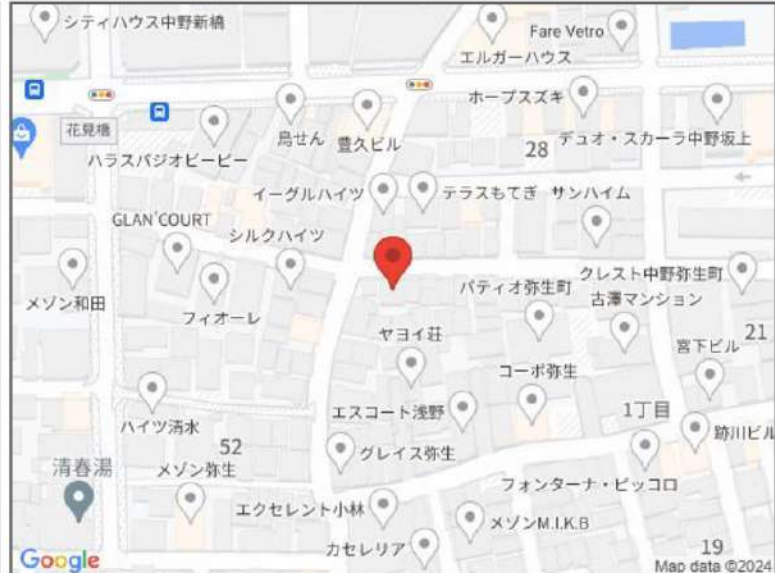 シティハウス中野新橋
Fare Vetro
エルガーハウス
ホープスズキ
花見橋
鳥せん
豊久ビル
デュオ・スカーラ中野坂上
28
ハラスバジオビービー
イーグルハイツ
テラスもてぎ
サンハイム
GLAN'COURT
シルクハイツ
クレスト中野弥生町
メゾン和田
フィオーレ
パティオ弥生町
古澤マンション
ヤヨイ荘
21
宮下ビル
コーポ弥生
エスコート浅野
1丁目
ハイツ清水
跡川ビル
52
グレイス弥生
清春湯
メゾン弥生
フォンターナ・ピッコロ
エクセレント小林
メゾンM.I.K.B
カセレリア
19
Google
Map data ©2024